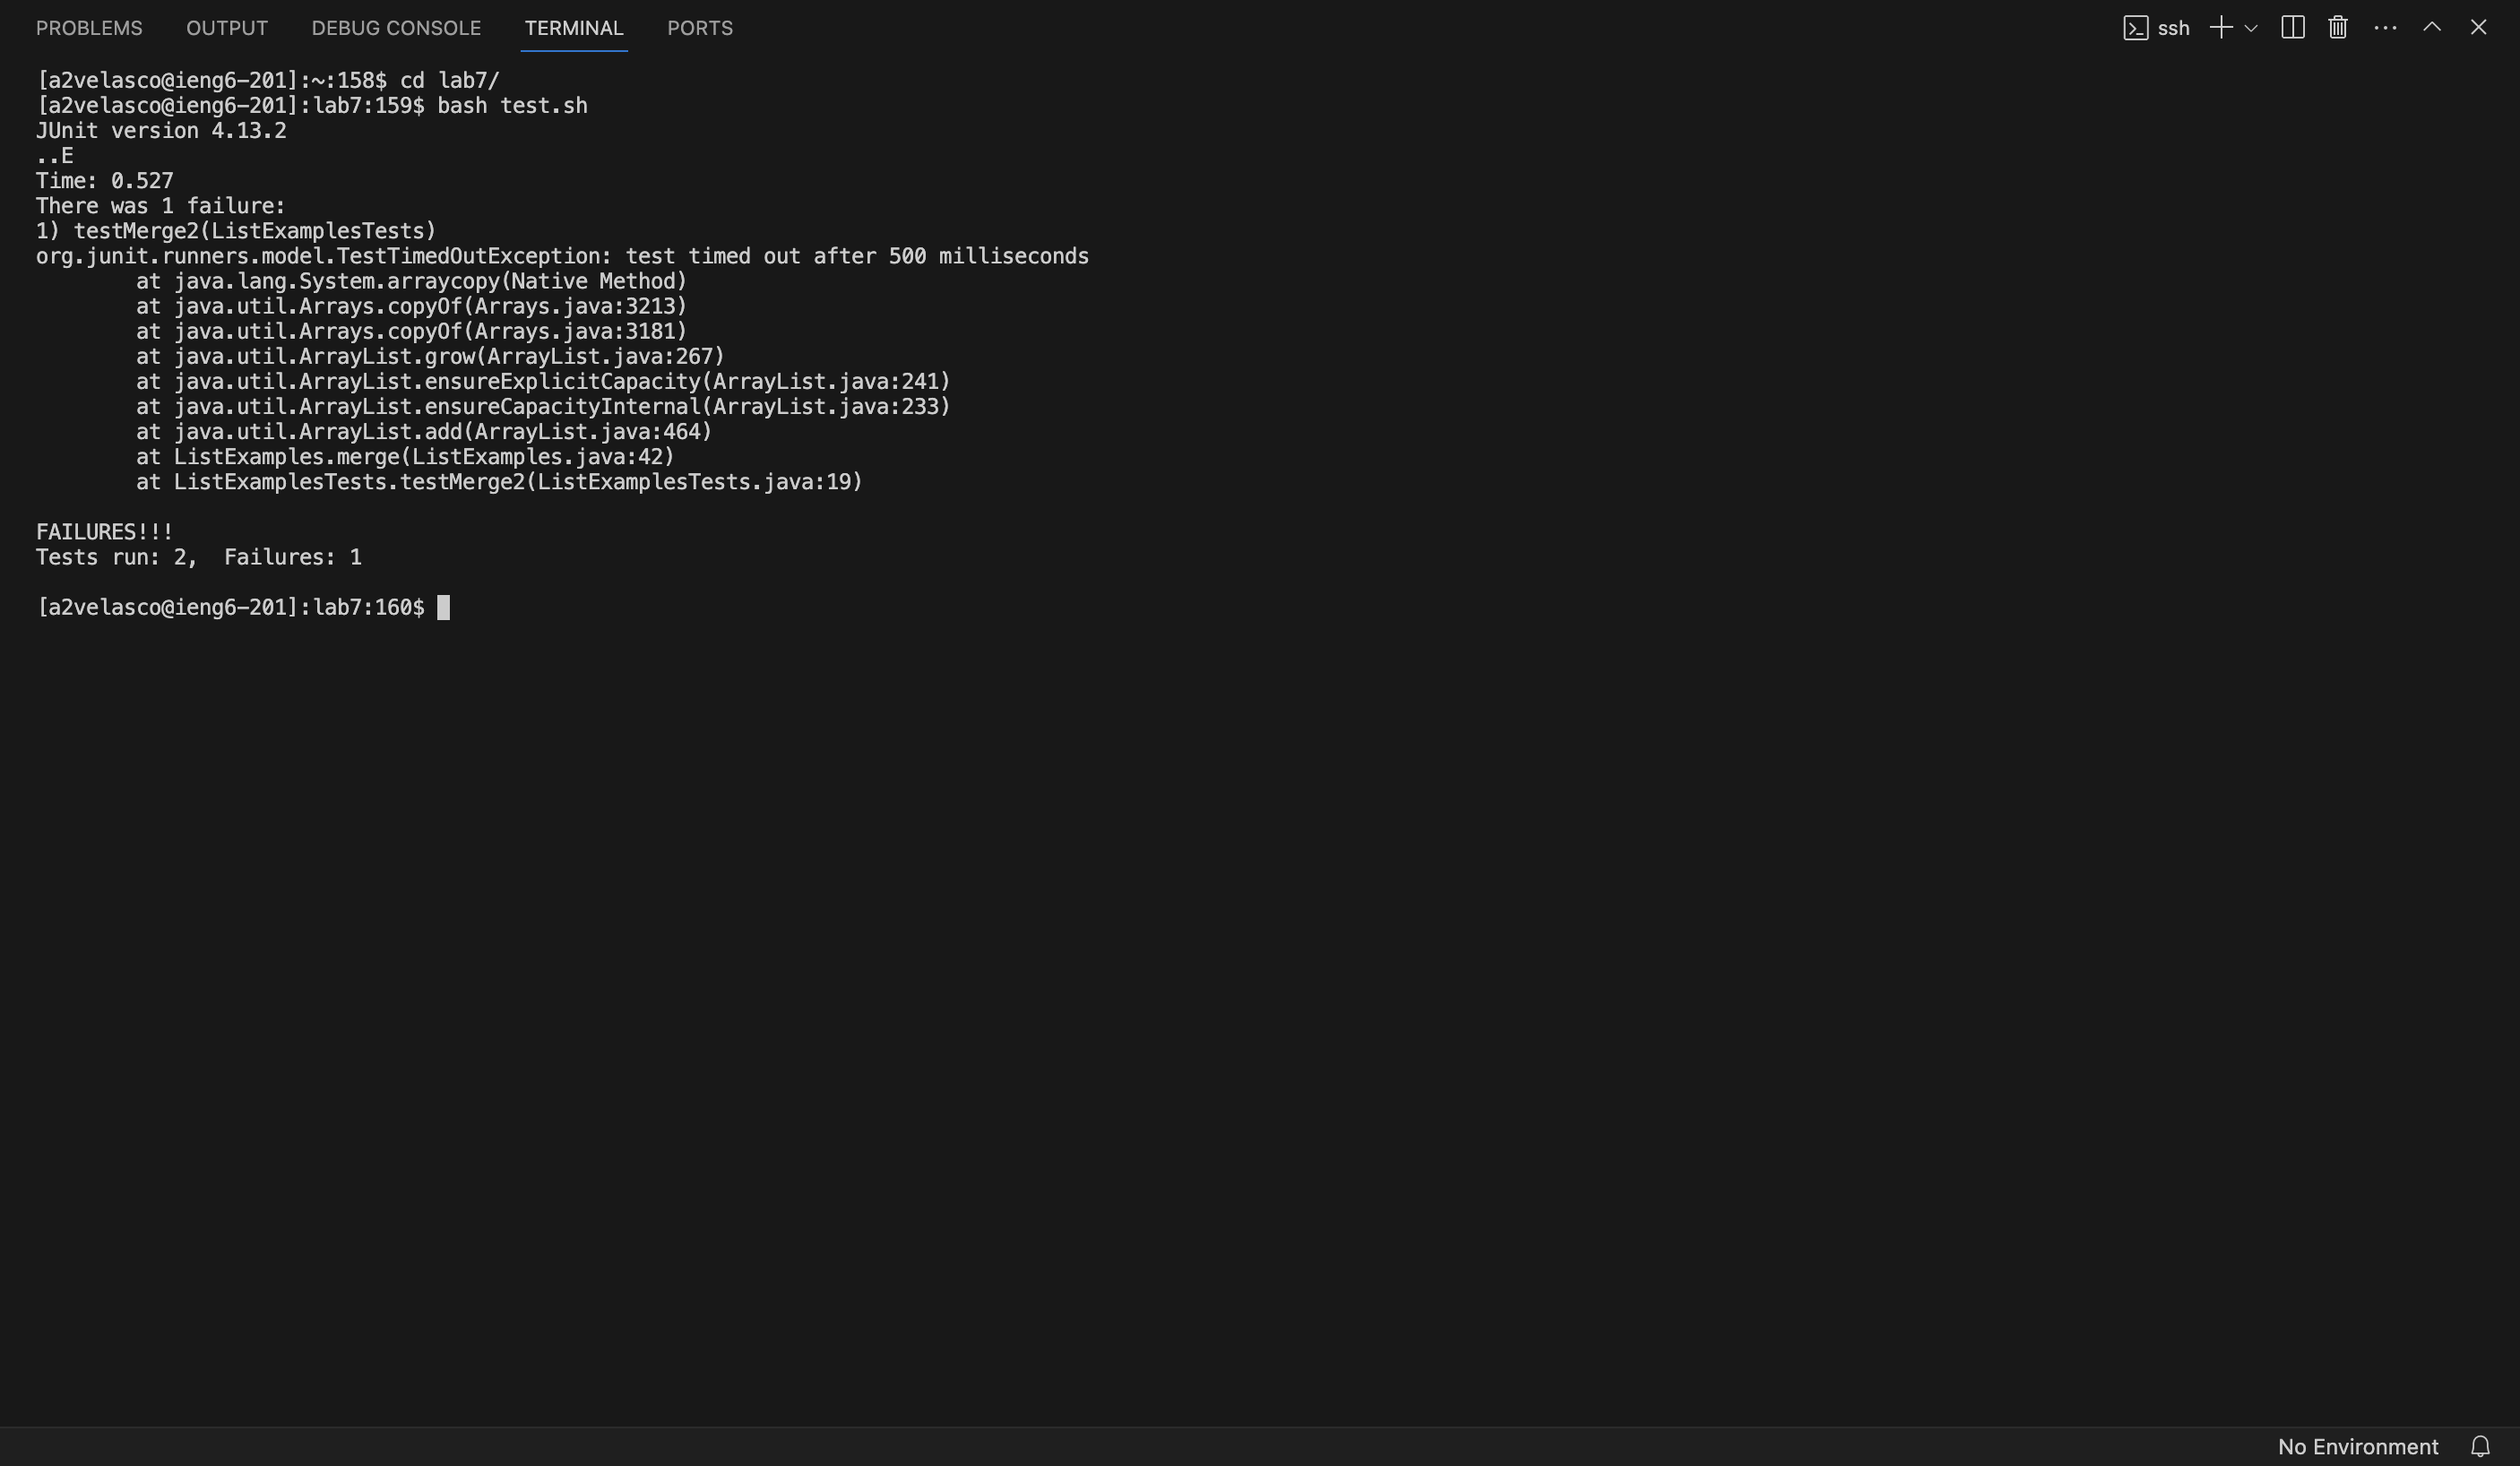 PROBLEMS OUTPUT DEBUG CONSOLE TERMINAL PORTS ssh
[a2velasco@ieng6-201]:~:158$ cd lab7/
[a2velasco@ieng6-201]:lab7:159$ bash test.sh
JUnit version 4.13.2
..E
Time: 0.527
There was 1 failure:
1) testMerge2(ListExamplesTests)
org.junit.runners.model.TestTimedOutException: test timed out after 500 milliseconds
        at java.lang.System.arraycopy(Native Method)
        at java.util.Arrays.copyOf(Arrays.java:3213)
        at java.util.Arrays.copyOf(Arrays.java:3181)
        at java.util.ArrayList.grow(ArrayList.java:267)
        at java.util.ArrayList.ensureExplicitCapacity(ArrayList.java:241)
        at java.util.ArrayList.ensureCapacityInternal(ArrayList.java:233)
        at java.util.ArrayList.add(ArrayList.java:464)
        at ListExamples.merge(ListExamples.java:42)
        at ListExamplesTests.testMerge2(ListExamplesTests.java:19)
FAILURES!!!
Tests run: 2,  Failures: 1
[a2velasco@ieng6-201]:lab7:160$
No Environment